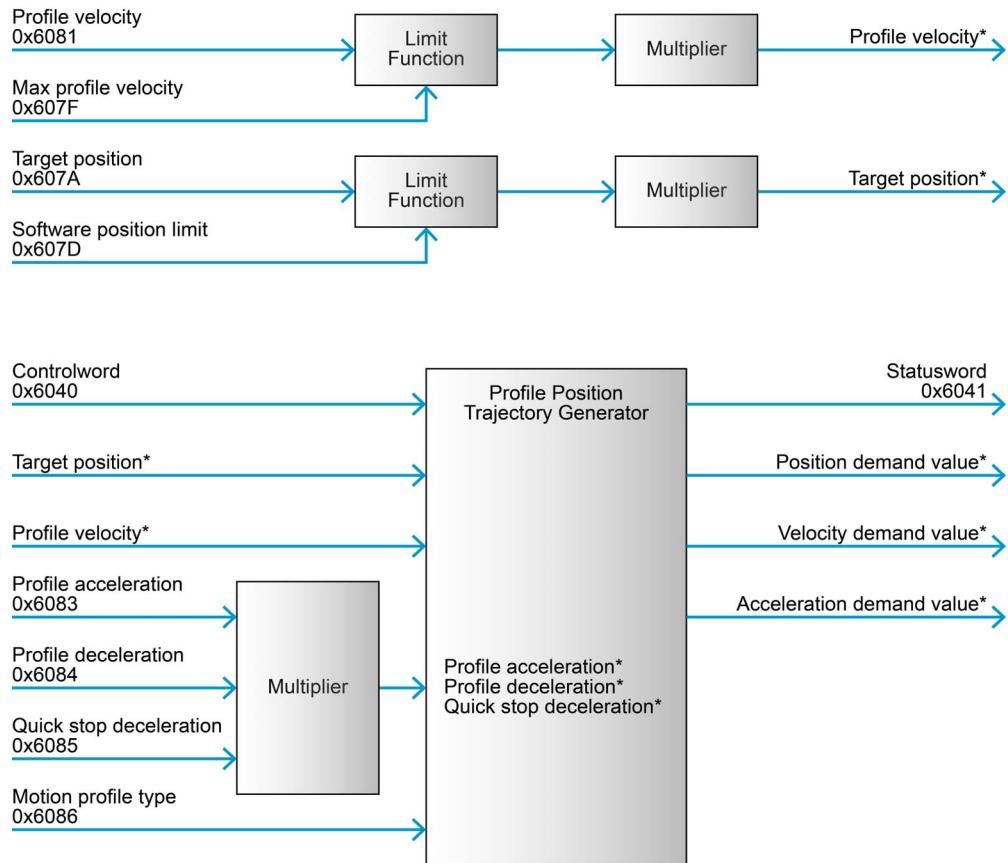 Profile velocity
0x6081
Limit
Function
Multiplier
Profile velocity*
Max profile velocity
0x607F
Target position
0x607A
Limit
Function
Multiplier
Target position*
Software position limit
0x607D
Controlword
0x6040
Profile Position
Trajectory Generator
Statusword
0x6041
Target position*
Position demand value*
Profile velocity*
Velocity demand value*
Profile acceleration
0x6083
Acceleration demand value*
Profile deceleration
0x6084
Multiplier
Profile acceleration*
Profile deceleration*
Quick stop deceleration*
Quick stop deceleration
0x6085
Motion profile type
0x6086